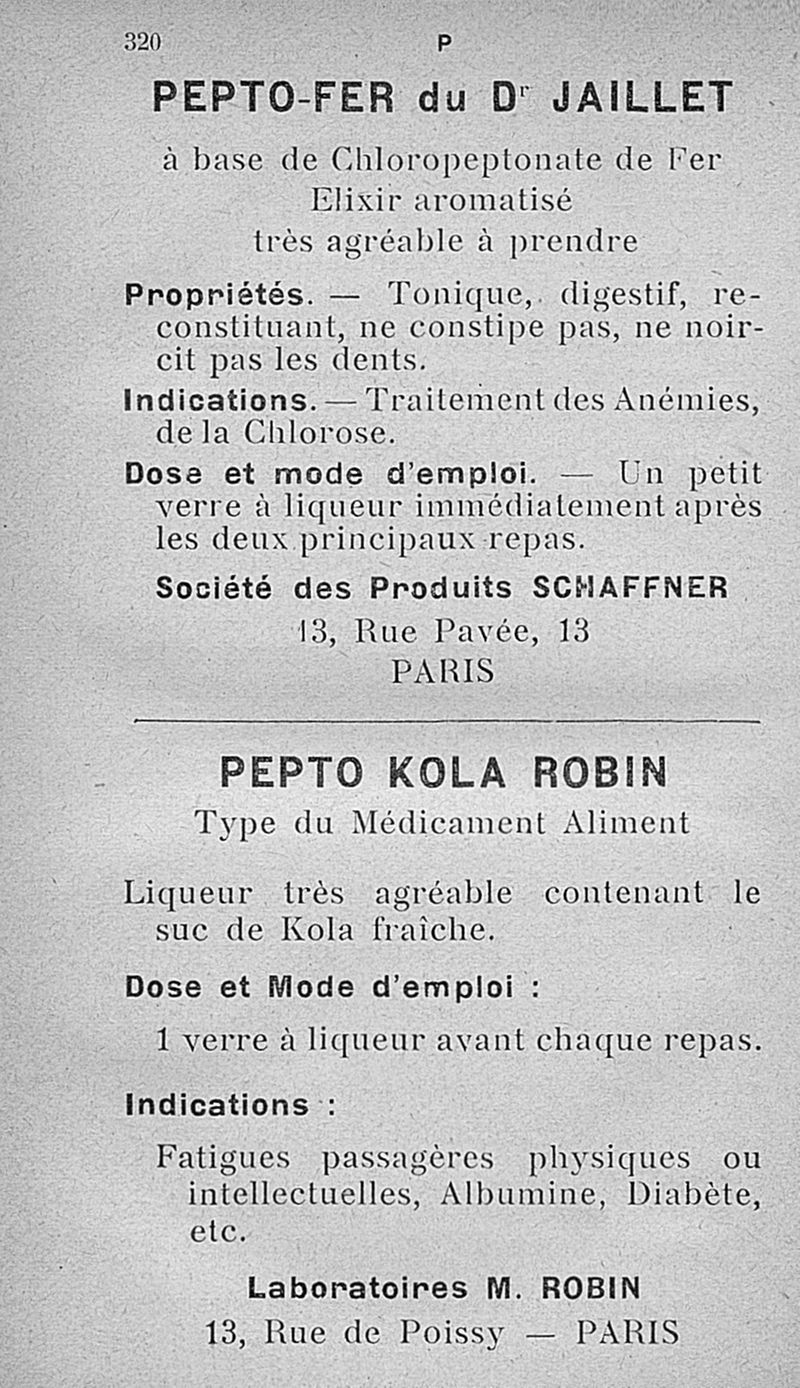 320
P
PEPTO-FER du Dr JAILLET
à base de Chloropeptonate de Fer
Elixir aromatisé
très agréable à prendre
Propriétés. — Tonique, digestif, re-
constituant, ne constipe pas, ne noir-
cit pas les dents.
Indications. — Traitement des Anémies,
de la Chlorose.
Dose et mode d'emploi. — Un petit
verre à liqueur immédiatement après
les deux principaux repas.
Société des Produits SCHAFFNER
13, Rue Pavée, 13
PARIS
PEPTO KOLA ROBIN
Type du Médicament Aliment
Liqueur très agréable contenant le
suc de Kola fraîche.
Dose et Mode d'emploi :
1 verre à liqueur avant chaque repas.
Indications :
Fatigues passagères physiques ou
intellectuelles, Albumine, Diabète,
etc.
Laboratoires M. ROBIN
13, Rue de Poissy — PARIS